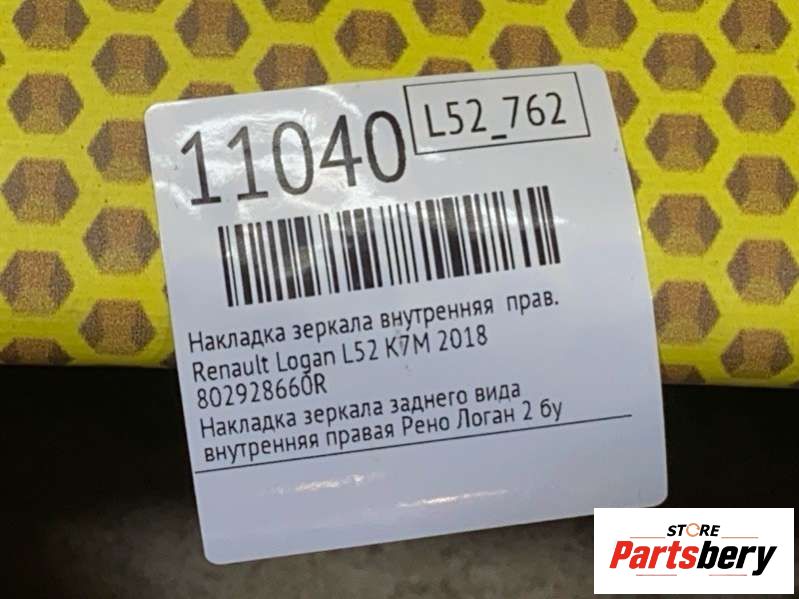 11040
L52_762
Накладка зеркала внутренняя прав.
Renault Logan L52 K7M 2018
802928660R
Накладка зеркала заднего вида
внутренняя правая Рено Логан 2 бу
STORE
Partsbery